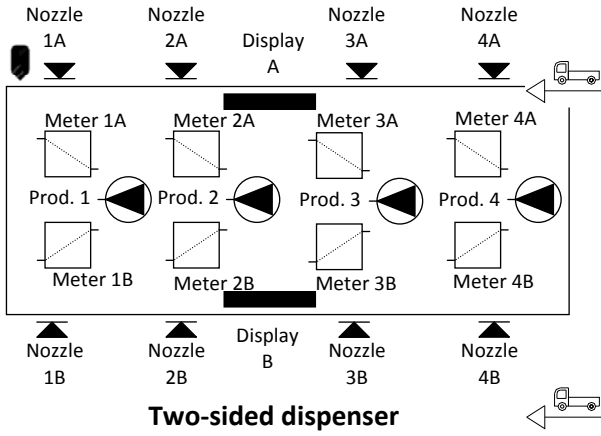 Nozzle 1A
Nozzle 2A
Display A
Nozzle 3A
Nozzle 4A
Meter 1A
Meter 2A
Meter 3A
Meter 4A
Prod. 1
Prod. 2
Prod. 3
Prod. 4
Meter 1B
Meter 2B
Meter 3B
Meter 4B
Nozzle 1B
Nozzle 2B
Display B
Nozzle 3B
Nozzle 4B
Two-sided dispenser